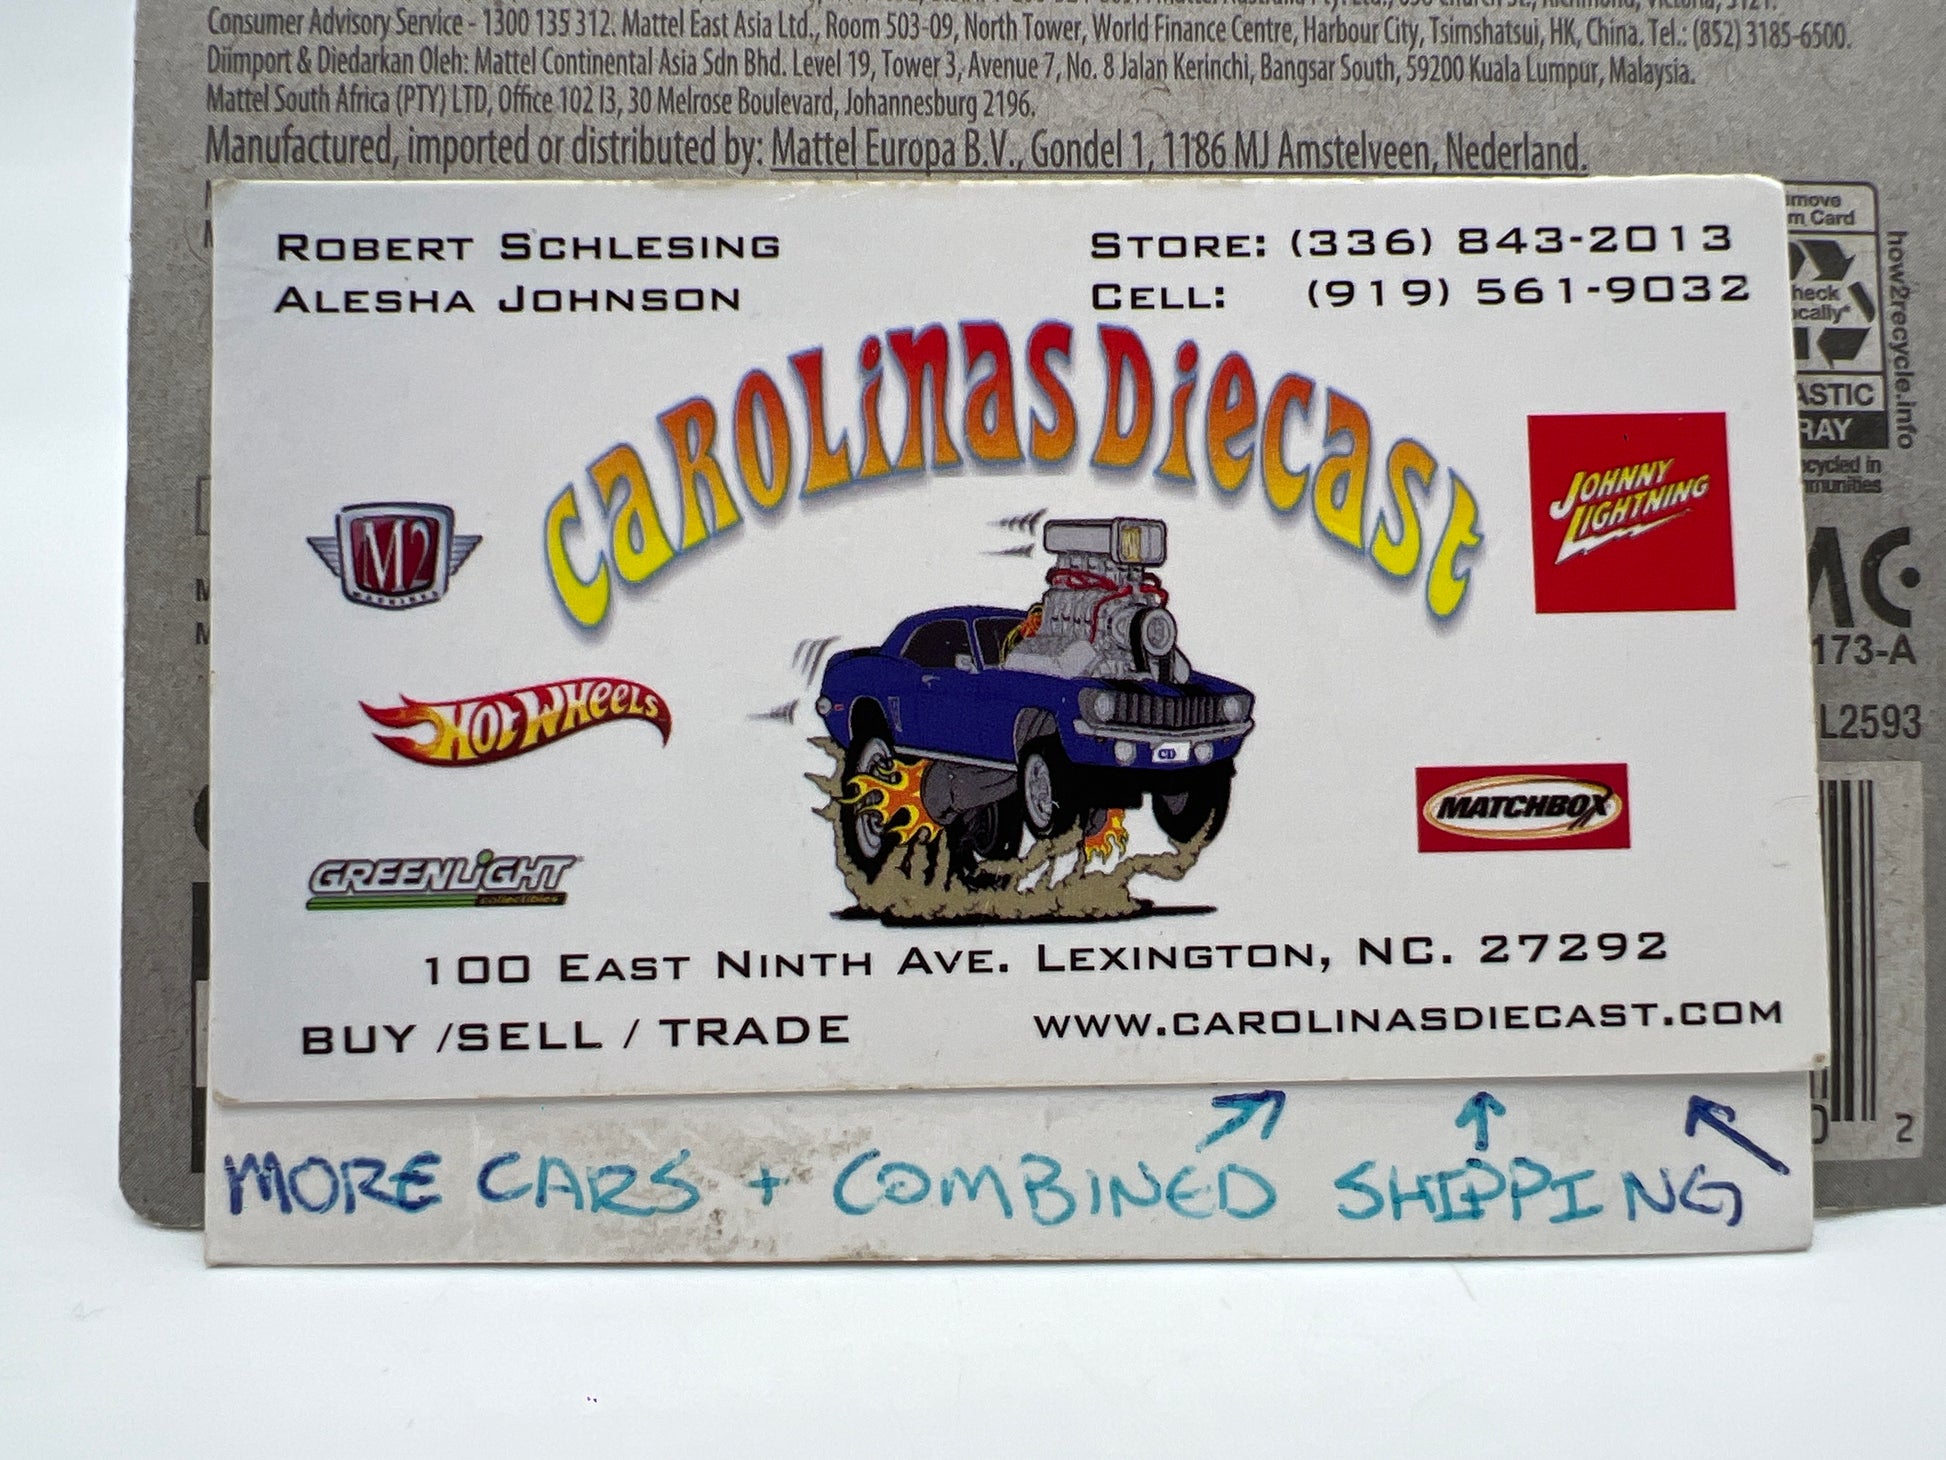 Consumer Advisory Service - 1300 135 312. Mattel East Asia Ltd., Room 503-09, North Tower, World Finance Centre, Harbour City, Tsimshatsui, HK, China. Tel.: (852) 3185-6500.
Diimport & Diedarkan Oleh: Mattel Continental Asia Sdn Bhd. Level 19, Tower 3, Avenue 7, No. 8 Jalan Kerinchi, Bangsar South, 59200 Kuala Lumpur, Malaysia.
Mattel South Africa (PTY) LTD, Office 102 I3, 30 Melrose Boulevard, Johannesburg 2196.
Manufactured, imported or distributed by: Mattel Europa B.V., Gondel 1, 1186 MJ Amstelveen, Nederland.
ROBERT SCHLESING
STORE: (336) 843-2013
ALESHA JOHNSON
CELL: (919) 561-9032
CAROLINAS DIECAST
M2
MACHINES
JOHNNY
LIGHTNING
HOT WHEELS
CD
MATCHBOX
GREENLIGHT
collectibles
100 EAST NINTH AVE. LEXINGTON, NC. 27292
BUY /SELL / TRADE
WWW.CAROLINASDIECAST.COM
MORE CARS + COMBINED SHIPPING
m Card
how2recycle.info
173-A
L2593
2